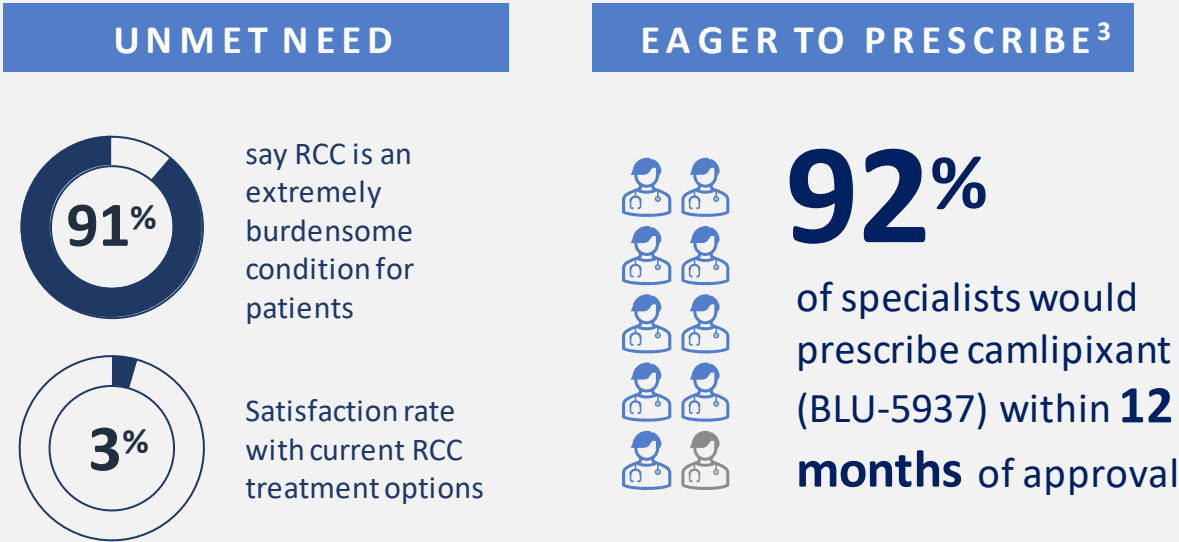 UNMET NEED
91%
say RCC is an
extremely
burdensome
condition for
patients
3%
Satisfaction rate
with current RCC
treatment options
EAGER TO PRESCRIBE³
92%
of specialists would
prescribe camlipixant
(BLU-5937) within 12
months of approval